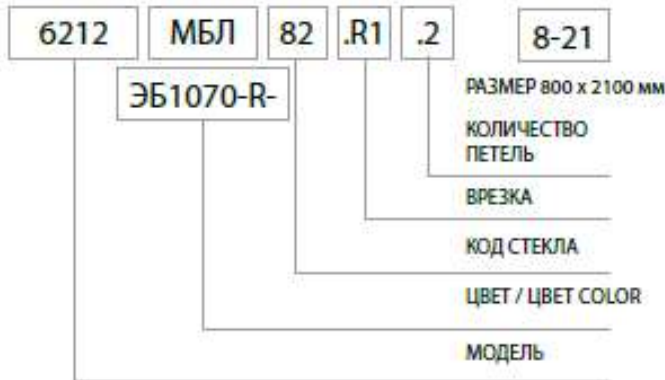 6212 МБЛ 82 .R1 .2 8-21
ЭБ1070-R-
РАЗМЕР 800 x 2100 мм
КОЛИЧЕСТВО
ПЕТЕЛЬ
ВРЕЗКА
КОД СТЕКЛА
ЦВЕТ / ЦВЕТ COLOR
МОДЕЛЬ